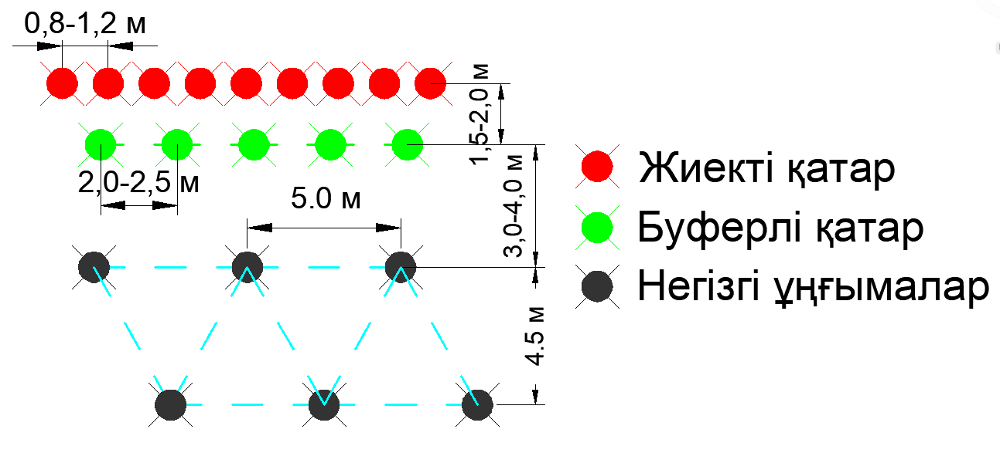 0,8-1,2 м
1,5-2,0 м
2,0-2,5 м
5.0 м
3,0-4,0 м
4.5 м
Жиекті қатар
Буферлі қатар
Негізгі ұңғымалар